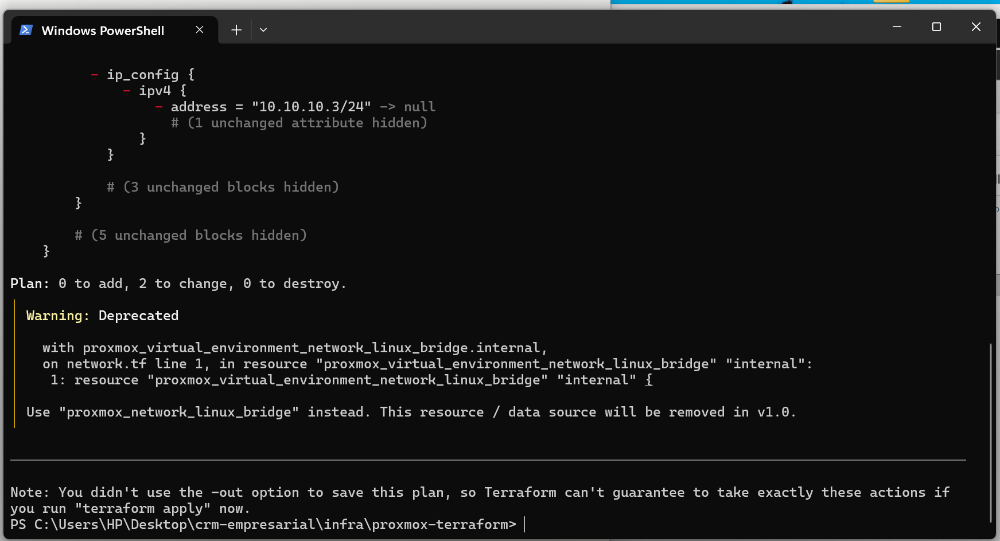 Windows PowerShell
- ip_config {
- ipv4 {
- address = "10.10.10.3/24" -> null
# (1 unchanged attribute hidden)
}
}
# (3 unchanged blocks hidden)
}
# (5 unchanged blocks hidden)
}
Plan: 0 to add, 2 to change, 0 to destroy.
Warning: Deprecated
with proxmox_virtual_environment_network_linux_bridge.internal,
on network.tf line 1, in resource "proxmox_virtual_environment_network_linux_bridge" "internal":
1: resource "proxmox_virtual_environment_network_linux_bridge" "internal" {
Use "proxmox_network_linux_bridge" instead. This resource / data source will be removed in v1.0.
Note: You didn't use the -out option to save this plan, so Terraform can't guarantee to take exactly these actions if
you run "terraform apply" now.
PS C:\Users\HP\Desktop\crm-empresarial\infra\proxmox-terraform>